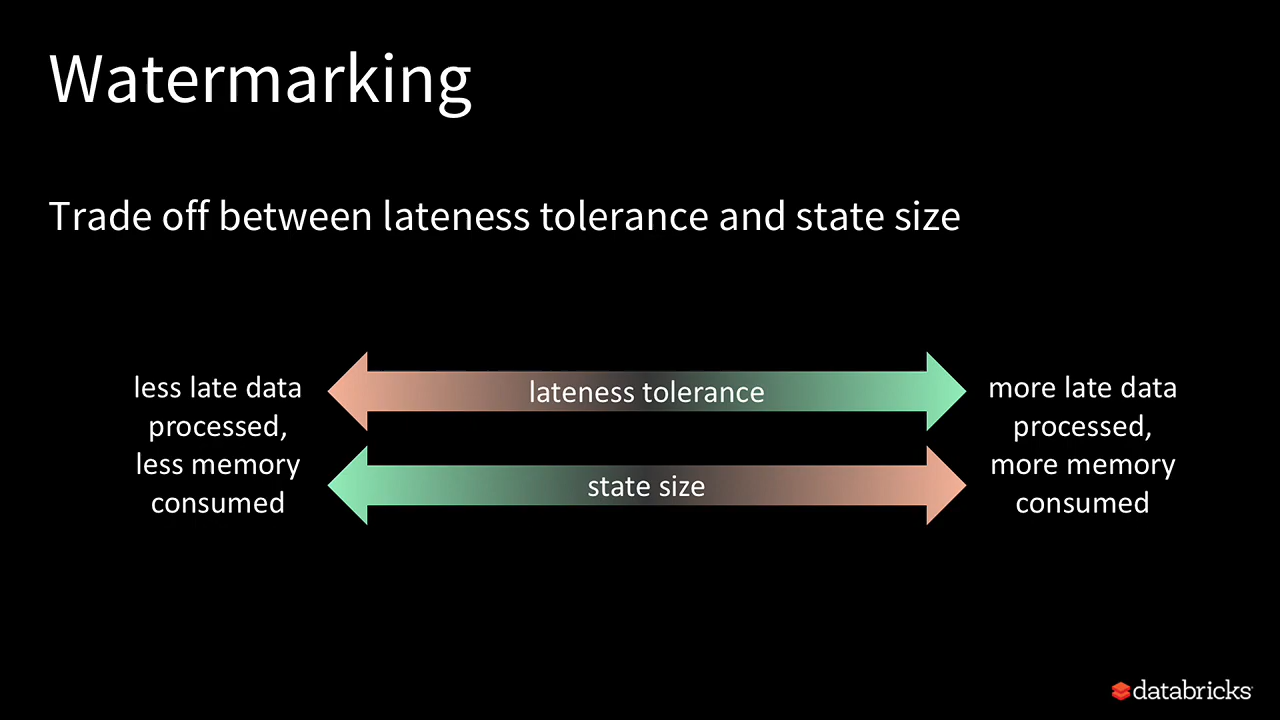 Watermarking
Trade off between lateness tolerance and state size
less late data
processed,
less memory
consumed
lateness tolerance
state size
more late data
processed,
more memory
consumed
databricks